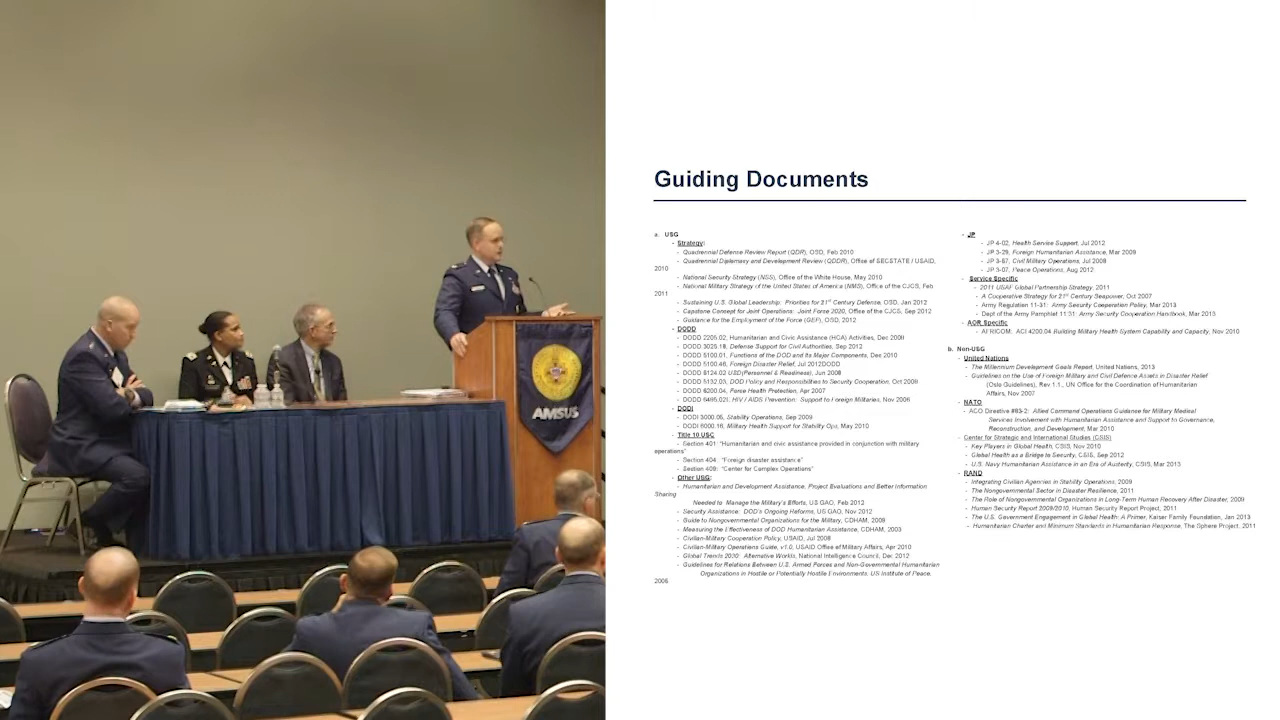 AMSUS
Guiding Documents
a. USG
- Strategy:
- Quadrennial Defense Review Report (QDR), OSD, Feb 2010
- Quadrennial Diplomacy and Development Review (QDDR), Office of SECSTATE / USAID,
2010
- National Security Strategy (NSS), Office of the White House, May 2010
- National Military Strategy of the United States of America (NMS), Office of the CJCS, Feb
2011
- Sustaining U.S. Global Leadership: Priorities for 21st Century Defense, OSD, Jan 2012
- Capstone Concept for Joint Operations: Joint Force 2020, Office of the CJCS, Sep 2012
- Guidance for the Employment of the Force (GEF), OSD, 2012
- DODD
- DODD 2205.02, Humanitarian and Civic Assistance (HCA) Activities, Dec 2008
- DODD 3025.18, Defense Support for Civil Authorities, Sep 2012
- DODD 5100.01, Functions of the DOD and Its Major Components, Dec 2010
- DODD 5100.46, Foreign Disaster Relief, Jul 2012DODD
- DODD 5124.02 USD(Personnel & Readiness), Jun 2008
- DODD 5132.03, DOD Policy and Responsibilities to Security Cooperation, Oct 2008
- DODD 6200.04, Force Health Protection, Apr 2007
- DODD 6485.02E HIV / AIDS Prevention: Support to Foreign Militaries, Nov 2006
- DODI
- DODI 3000.05, Stability Operations, Sep 2009
- DODI 6000.16, Military Health Support for Stability Ops, May 2010
- Title 10 USC
- Section 401: "Humanitarian and civic assistance provided in conjunction with military
operations"
- Section 404: "Foreign disaster assistance"
- Section 409: "Center for Complex Operations"
- Other USG:
- Humanitarian and Development Assistance, Project Evaluations and Better Information
Sharing
Needed to Manage the Military's Efforts, US GAO, Feb 2012
- Security Assistance: DOD's Ongoing Reforms, US GAO, Nov 2012
- Guide to Nongovernmental Organizations for the Military, CDHAM, 2009
- Measuring the Effectiveness of DOD Humanitarian Assistance, CDHAM, 2003
- Civilian-Military Cooperation Policy, USAID, Jul 2008
- Civilian-Military Operations Guide, v1.0, USAID Office of Military Affairs, Apr 2010
- Global Trends 2030: Alternative Worlds, National Intelligence Council, Dec 2012
- Guidelines for Relations Between U.S. Armed Forces and Non-Governmental Humanitarian
Organizations in Hostile or Potentially Hostile Environments. US Institute of Peace,
2006
- JP
- JP 4-02, Health Service Support, Jul 2012
- JP 3-29, Foreign Humanitarian Assistance, Mar 2009
- JP 3-57, Civil Military Operations, Jul 2008
- JP 3-07, Peace Operations, Aug 2012
- Service Specific
- 2011 USAF Global Partnership Strategy, 2011
- A Cooperative Strategy for 21st Century Seapower, Oct 2007
- Army Regulation 11-31: Army Security Cooperation Policy, Mar 2013
- Dept of the Army Pamphlet 11-31: Army Security Cooperation Handbook, Mar 2013
- AOR Specific
- AFRICOM: ACI 4200.04 Building Military Health System Capability and Capacity, Nov 2010
b. Non-USG
- United Nations
- The Millennium Development Goals Report, United Nations, 2013
- Guidelines on the Use of Foreign Military and Civil Defence Assets in Disaster Relief
(Oslo Guidelines), Rev 1.1., UN Office for the Coordination of Humanitarian
Affairs, Nov 2007
- NATO
- ACO Directive #83-2: Allied Command Operations Guidance for Military Medical
Services Involvement with Humanitarian Assistance and Support to Governance,
Reconstruction, and Development, Mar 2010
- Center for Strategic and International Studies (CSIS)
- Key Players in Global Health, CSIS, Nov 2010
- Global Health as a Bridge to Security, CSIS, Sep 2012
- U.S. Navy Humanitarian Assistance in an Era of Austerity, CSIS, Mar 2013
- RAND
- Integrating Civilian Agencies in Stability Operations, 2009
- The Nongovernmental Sector in Disaster Resilience, 2011
- The Role of Nongovernmental Organizations in Long-Term Human Recovery After Disaster, 2009
- Human Security Report 2009/2010, Human Security Report Project, 2011
- The U.S. Government Engagement in Global Health: A Primer, Kaiser Family Foundation, Jan 2013
- Humanitarian Charter and Minimum Standards in Humanitarian Response, The Sphere Project, 2011